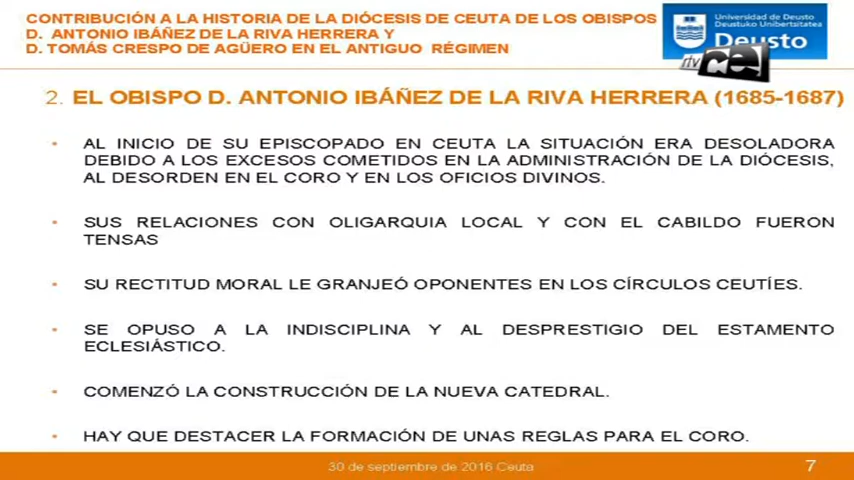 CONTRIBUCIÓN A LA HISTORIA DE LA DIÓCESIS DE CEUTA DE LOS OBISPOS
D. ANTONIO IBÁÑEZ DE LA RIVA HERRERA Y
D. TOMÁS CRESPO DE AGÜERO EN EL ANTIGUO RÉGIMEN
Universidad de Deusto
Deustuko Unibertsitatea
Deusto
rtv
ce!
2. EL OBISPO D. ANTONIO IBÁÑEZ DE LA RIVA HERRERA (1685-1687)
• AL INICIO DE SU EPISCOPADO EN CEUTA LA SITUACIÓN ERA DESOLADORA
DEBIDO A LOS EXCESOS COMETIDOS EN LA ADMINISTRACIÓN DE LA DIÓCESIS,
AL DESORDEN EN EL CORO Y EN LOS OFICIOS DIVINOS.
• SUS RELACIONES CON OLIGARQUIA LOCAL Y CON EL CABILDO FUERON
TENSAS
• SU RECTITUD MORAL LE GRANJEÓ OPONENTES EN LOS CÍRCULOS CEUTÍES.
• SE OPUSO A LA INDISCIPLINA Y AL DESPRESTIGIO DEL ESTAMENTO
ECLESIÁSTICO.
• COMENZÓ LA CONSTRUCCIÓN DE LA NUEVA CATEDRAL.
• HAY QUE DESTACER LA FORMACIÓN DE UNAS REGLAS PARA EL CORO.
30 de septiembre de 2016 Ceuta
7